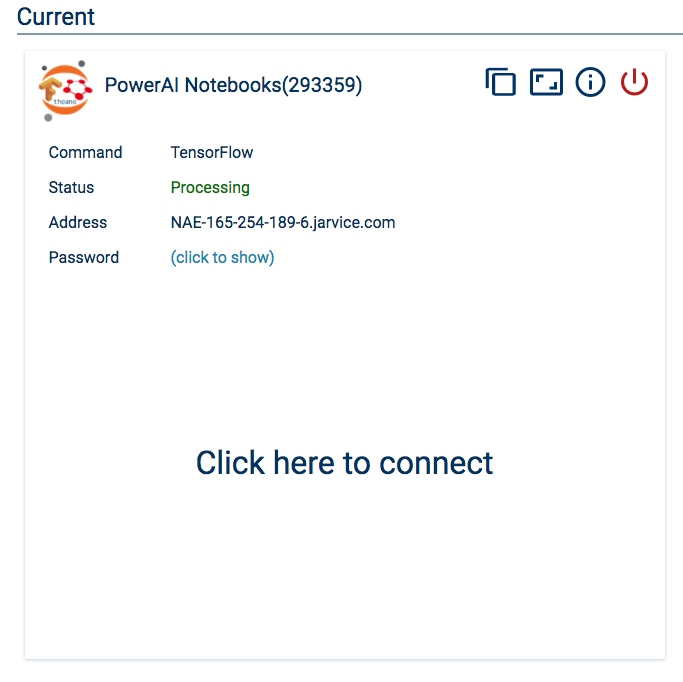 Current
thoano
PowerAI Notebooks(293359)
Command TensorFlow
Status Processing
Address NAE-165-254-189-6.jarvice.com
Password (click to show)
Click here to connect